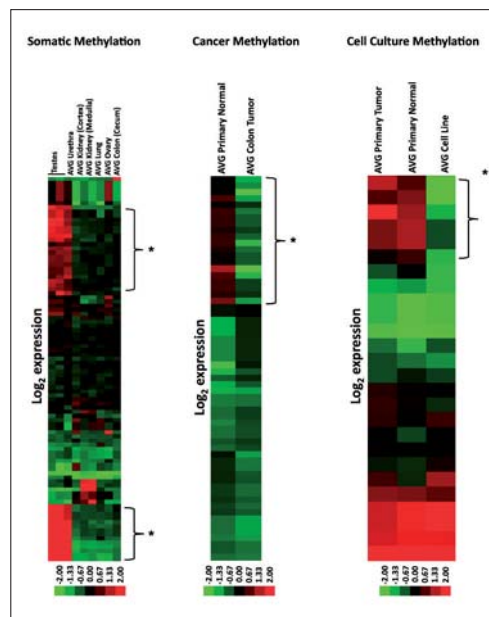 Somatic Methylation
Testes
AVG Urethra
AVG Kidney (Cortex)
AVG Kidney (Medulla)
AVG Lung
AVG Ovary
AVG Colon (Cecum)
*
*
Log2 expression
-2.00
-1.33
-0.67
0.00
0.67
1.33
2.00
Cancer Methylation
AVG Primary Normal
AVG Colon Tumor
*
Log2 expression
-2.00
-1.33
-0.67
0.00
0.67
1.33
2.00
Cell Culture Methylation
AVG Primary Tumor
AVG Primary Normal
AVG Cell Line
*
Log2 expression
-2.00
-1.33
-0.67
0.00
0.67
1.33
2.00